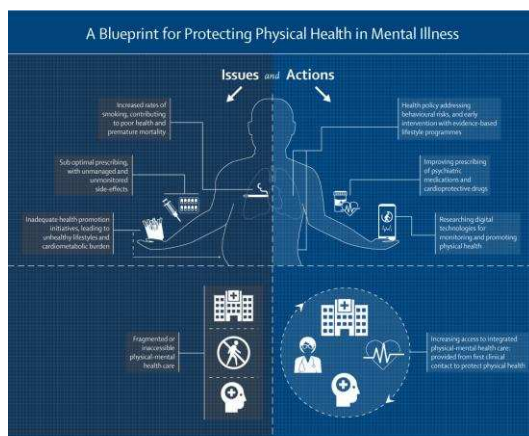 A Blueprint for Protecting Physical Health in Mental Illness
Issues and Actions
Increased rates of
smoking, contributing
to poor health and
premature mortality
Sub-optimal prescribing,
with unmanaged and
unmonitored
side-effects
Inadequate health promotion
initiatives, leading to
unhealthy lifestyles and
cardiometabolic burden
Health policy addressing
behavioural risks, and early
intervention with evidence-based
lifestyle programmes
Improving prescribing
of psychiatric
medications and
cardioprotective drugs
Researching digital
technologies for
monitoring and promoting
physical health
Fragmented or
inaccessible
physical-mental
health care
Increasing access to integrated
physical-mental health care
provided from first clinical
contact to protect physical health